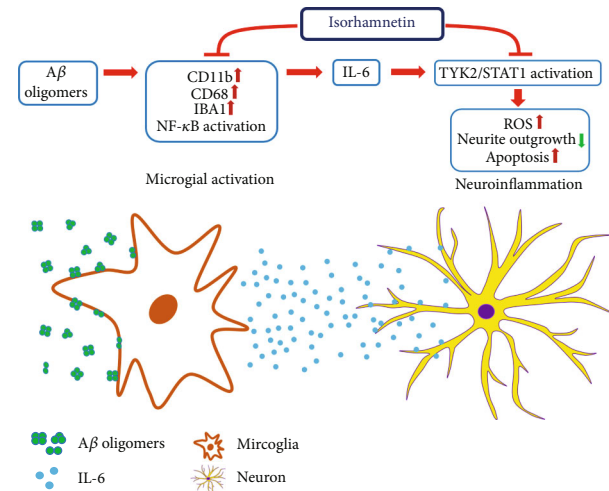 Isorhamnetin
Aβ
oligomers
CD11b
CD68
IBA1
NF-κB activation
IL-6
TYK2/STAT1 activation
ROS
Neurite outgrowth
Apoptosis
Microgial activation
Neuroinflammation
Aβ oligomers
Mircoglia
IL-6
Neuron